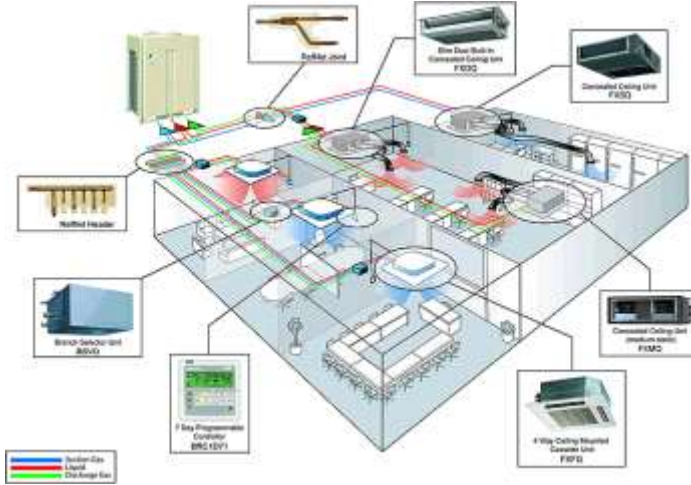 Refnet Joint
Slim Duct Built-In
Concealed Ceiling Unit
FXDQ
Concealed Ceiling Unit
FXSQ
Refnet Header
Branch Selector Unit
BSVQ
7 Day Programmable
Controller
Concealed Ceiling Unit
(medium static)
FXMQ
4 Way Ceiling Mounted
Cassette Unit
FXFQ
Suction Gas
Liquid
Discharge Gas